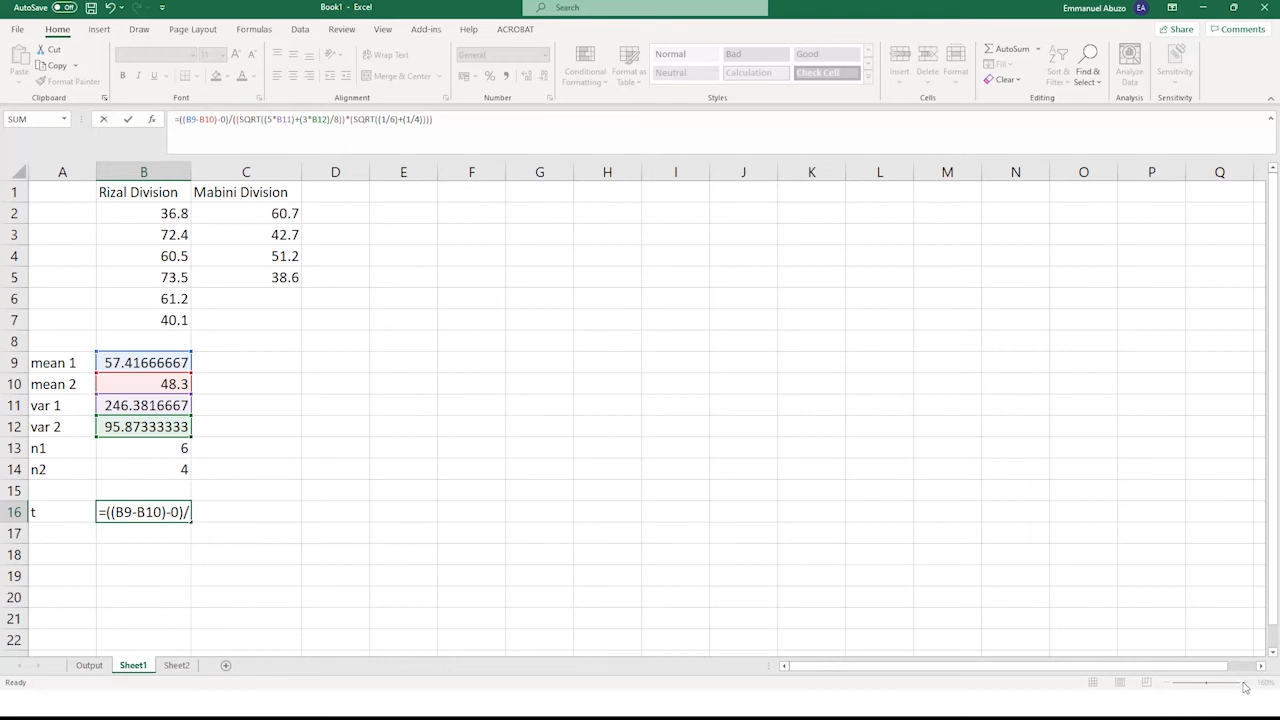 AutoSave Off Book1 - Excel Search Emmanuel Abuzo EA
File Home Insert Draw Page Layout Formulas Data Review View Add-ins Help ACROBAT Share Comments
Paste Cut Copy Format Painter
Clipboard
11
B I U A A A
Font
Wrap Text
Merge & Center
Alignment
General
% ,
Number
Conditional Formatting Format as Table
Normal Bad Good
Neutral Calculation Check Cell
Styles
Insert Delete Format
Cells
AutoSum Fill Clear Sort & Filter Find & Select
Editing
Analyze Data
Analysis
Sensitivity
Sensitivity
SUM fx =((B9-B10)-0)/((SQRT((5*B11)+(3*B12)/8))*(SQRT((1/6)+(1/4))))
A B C D E F G H I J K L M N O P Q
1 Rizal Division Mabini Division
2 36.8 60.7
3 72.4 42.7
4 60.5 51.2
5 73.5 38.6
6 61.2
7 40.1
8
9 mean 1 57.41666667
10 mean 2 48.3
11 var 1 246.3816667
12 var 2 95.87333333
13 n1 6
14 n2 4
15
16 t =((B9-B10)-0)/
17
18
19
20
21
22
Output Sheet1 Sheet2
Ready 160%